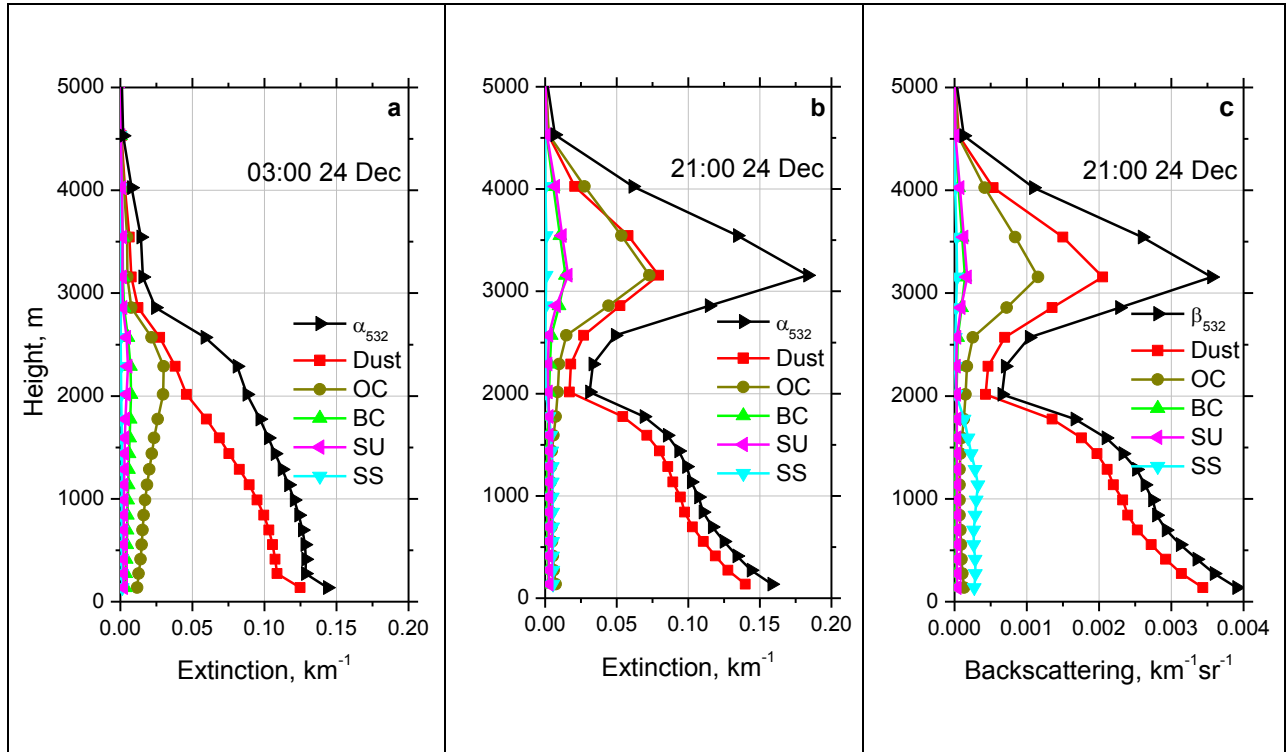 a
03:00 24 Dec
Height, m
5000
4000
3000
2000
1000
0
α532
Dust
OC
BC
SU
SS
0.00 0.05 0.10 0.15 0.20
Extinction, km-1
b
21:00 24 Dec
5000
4000
3000
2000
1000
0
α532
Dust
OC
BC
SU
SS
0.00 0.05 0.10 0.15 0.20
Extinction, km-1
c
21:00 24 Dec
5000
4000
3000
2000
1000
0
β532
Dust
OC
BC
SU
SS
0.000 0.001 0.002 0.003 0.004
Backscattering, km-1sr-1